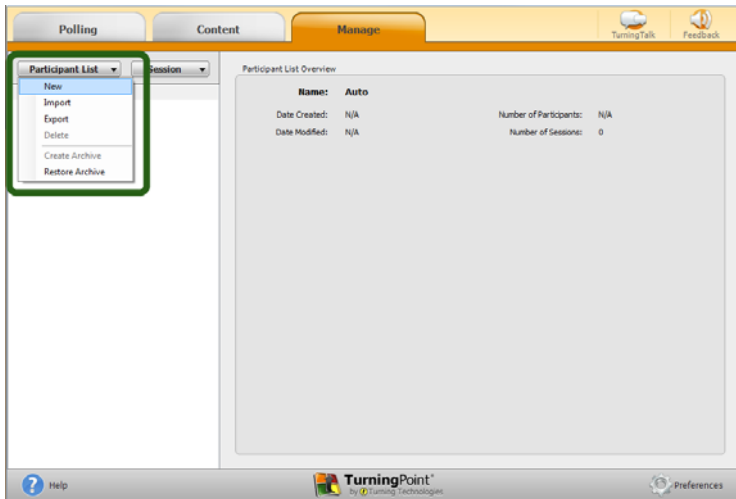 Polling Content Manage TurningTalk Feedback
Participant List Session
New
Import
Export
Delete
Create Archive
Restore Archive
Participant List Overview
Name: Auto
Date Created: N/A Number of Participants: N/A
Date Modified: N/A Number of Sessions: 0
Help
TurningPoint
by Turning Technologies
Preferences